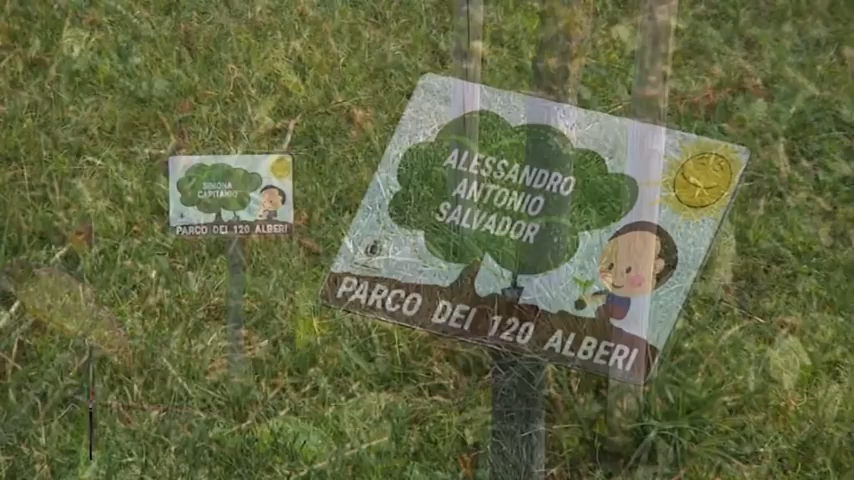 SIMONA
CAPITANIO
PARCO DEI 120 ALBERI
ALESSANDRO
ANTONIO
SALVADOR
PARCO DEI 120 ALBERI